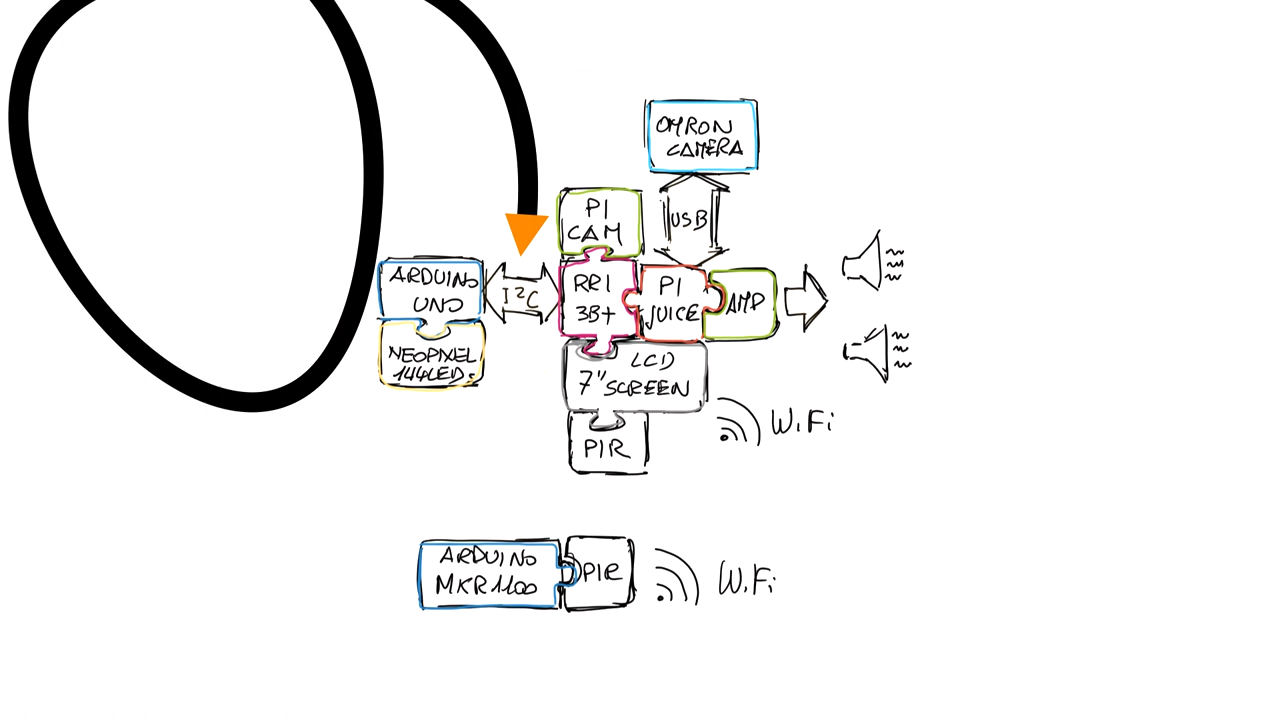 OMRON
CAMERA
PI
CAM
USB
ARDUINO
UNO
I²C
RPI
3B+
PI
JUICE
AMP
NEOPIXEL
144LEDs
LCD
7" SCREEN
PIR
WiFi
ARDUINO
MKR1100
PIR
WiFi